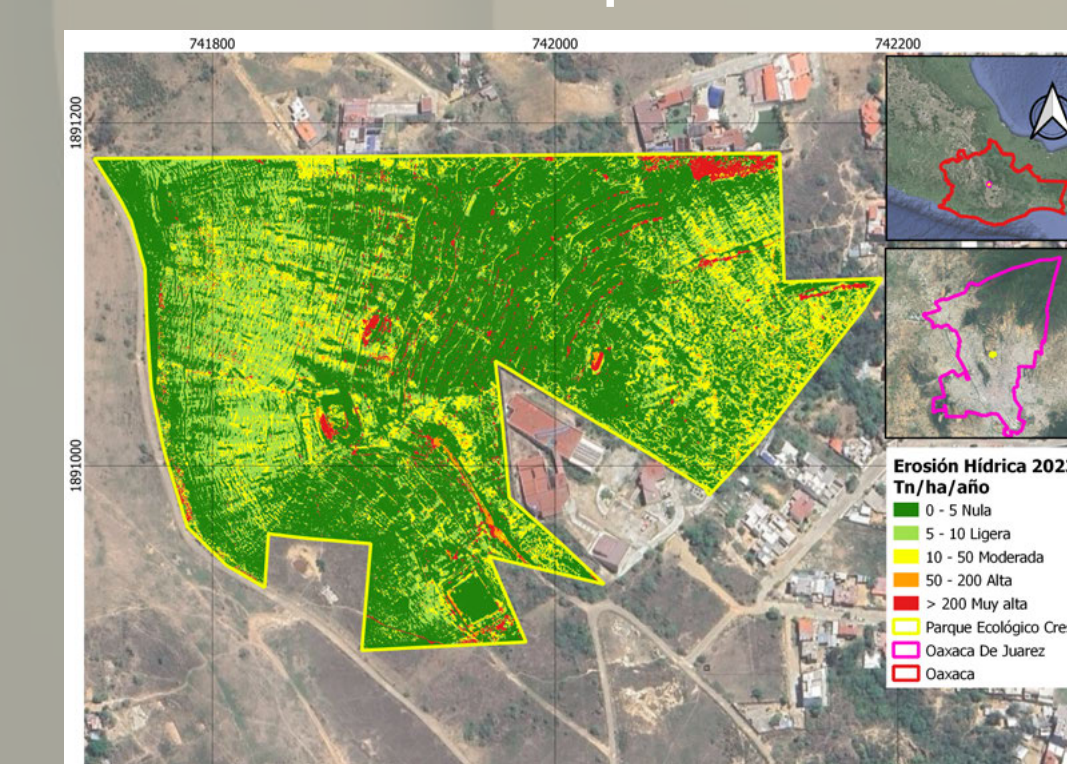 741800
742000
742200
1891200
1891000
Erosión Hídrica 202
Tn/ha/año
0 - 5 Nula
5 - 10 Ligera
10 - 50 Moderada
50 - 200 Alta
> 200 Muy alta
Parque Ecológico Cre
Oaxaca De Juarez
Oaxaca